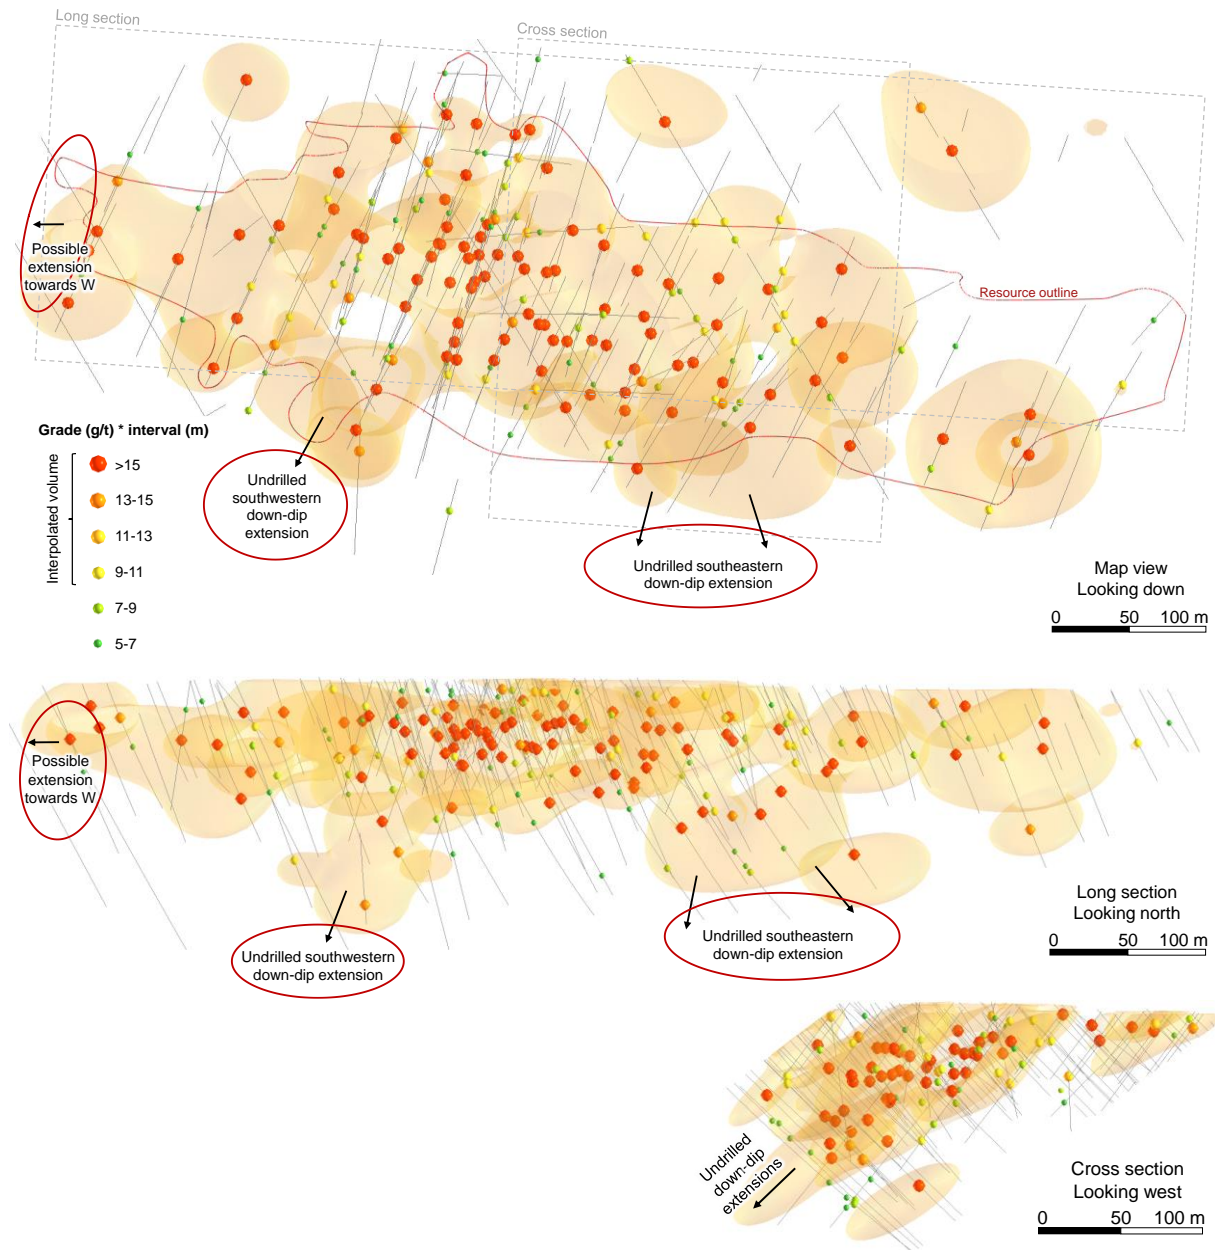 Long section
Cross section
Possible
extension
towards W
Resource outline
Grade (g/t) * interval (m)
Interpolated volume
>15
13-15
11-13
9-11
7-9
5-7
Undrilled
southwestern
down-dip
extension
Undrilled southeastern
down-dip extension
Map view
Looking down
0 50 100 m
Possible
extension
towards W
Undrilled southwestern
down-dip extension
Undrilled southeastern
down-dip extension
Long section
Looking north
0 50 100 m
Undrilled
down-dip
extensions
Cross section
Looking west
0 50 100 m